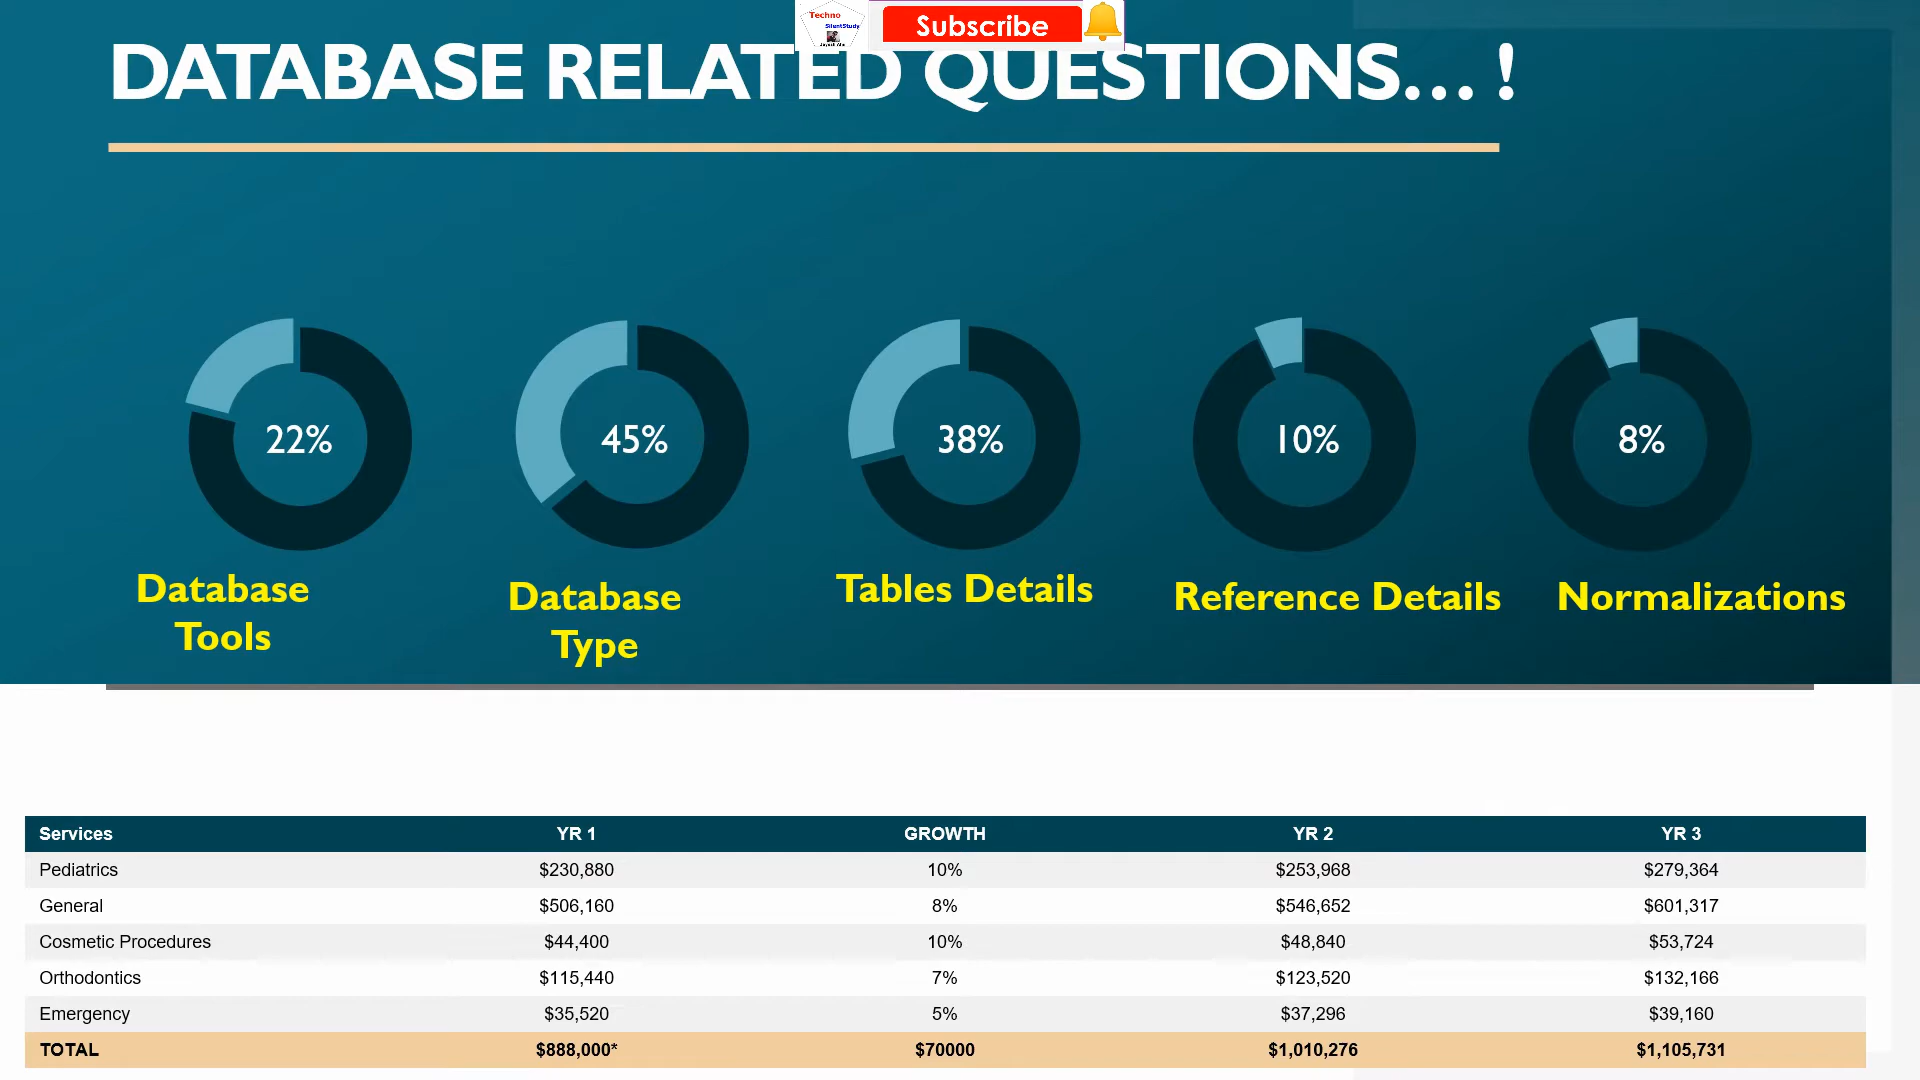 Techno
SilentStudy
Subscribe
DATABASE RELATED QUESTIONS…!
22%
45%
38%
10%
8%
Database
Tools
Database
Type
Tables Details
Reference Details
Normalizations
Services YR 1 GROWTH YR 2 YR 3
Pediatrics $230,880 10% $253,968 $279,364
General $506,160 8% $546,652 $601,317
Cosmetic Procedures $44,400 10% $48,840 $53,724
Orthodontics $115,440 7% $123,520 $132,166
Emergency $35,520 5% $37,296 $39,160
TOTAL $888,000* $70000 $1,010,276 $1,105,731